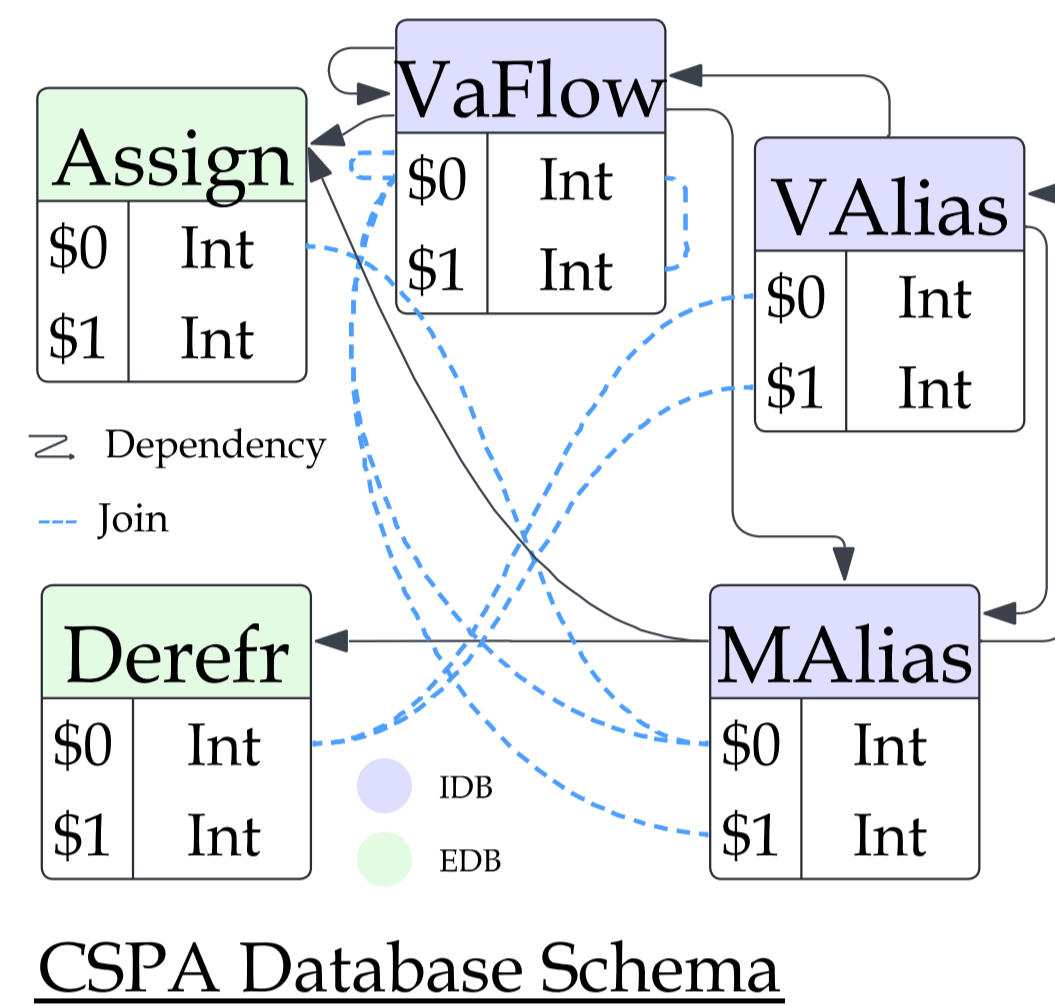 VaFlow
$0 Int
$1 Int
Assign
$0 Int
$1 Int
VAlias
$0 Int
$1 Int
Dependency
Join
Derefr
$0 Int
$1 Int
MAlias
$0 Int
$1 Int
IDB
EDB
CSPA Database Schema